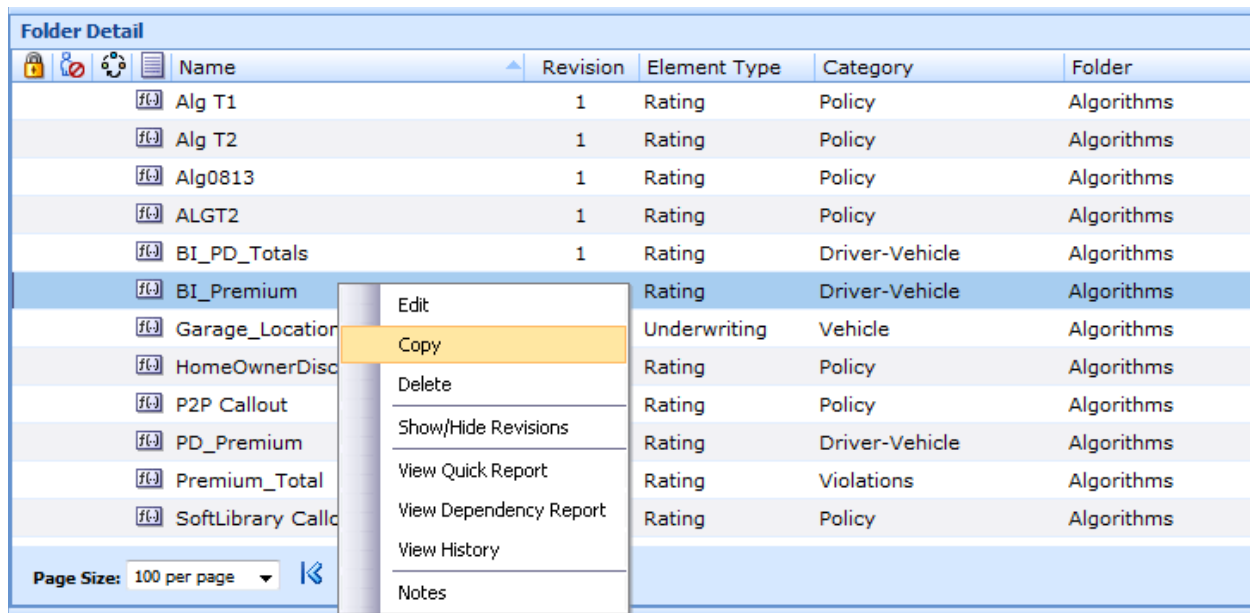 Folder Detail
Name Revision Element Type Category Folder
f(.) Alg T1 1 Rating Policy Algorithms
f(.) Alg T2 1 Rating Policy Algorithms
f(.) Alg0813 1 Rating Policy Algorithms
f(.) ALGT2 1 Rating Policy Algorithms
f(.) BI_PD_Totals 1 Rating Driver-Vehicle Algorithms
f(.) BI_Premium Rating Driver-Vehicle Algorithms
Edit
f(.) Garage_Location Underwriting Vehicle Algorithms
Copy
f(.) HomeOwnerDisc Rating Policy Algorithms
Delete
f(.) P2P Callout Rating Policy Algorithms
Show/Hide Revisions
f(.) PD_Premium Rating Driver-Vehicle Algorithms
View Quick Report
f(.) Premium_Total Rating Violations Algorithms
View Dependency Report
f(.) SoftLibrary Callo Rating Policy Algorithms
View History
Page Size: 100 per page
Notes